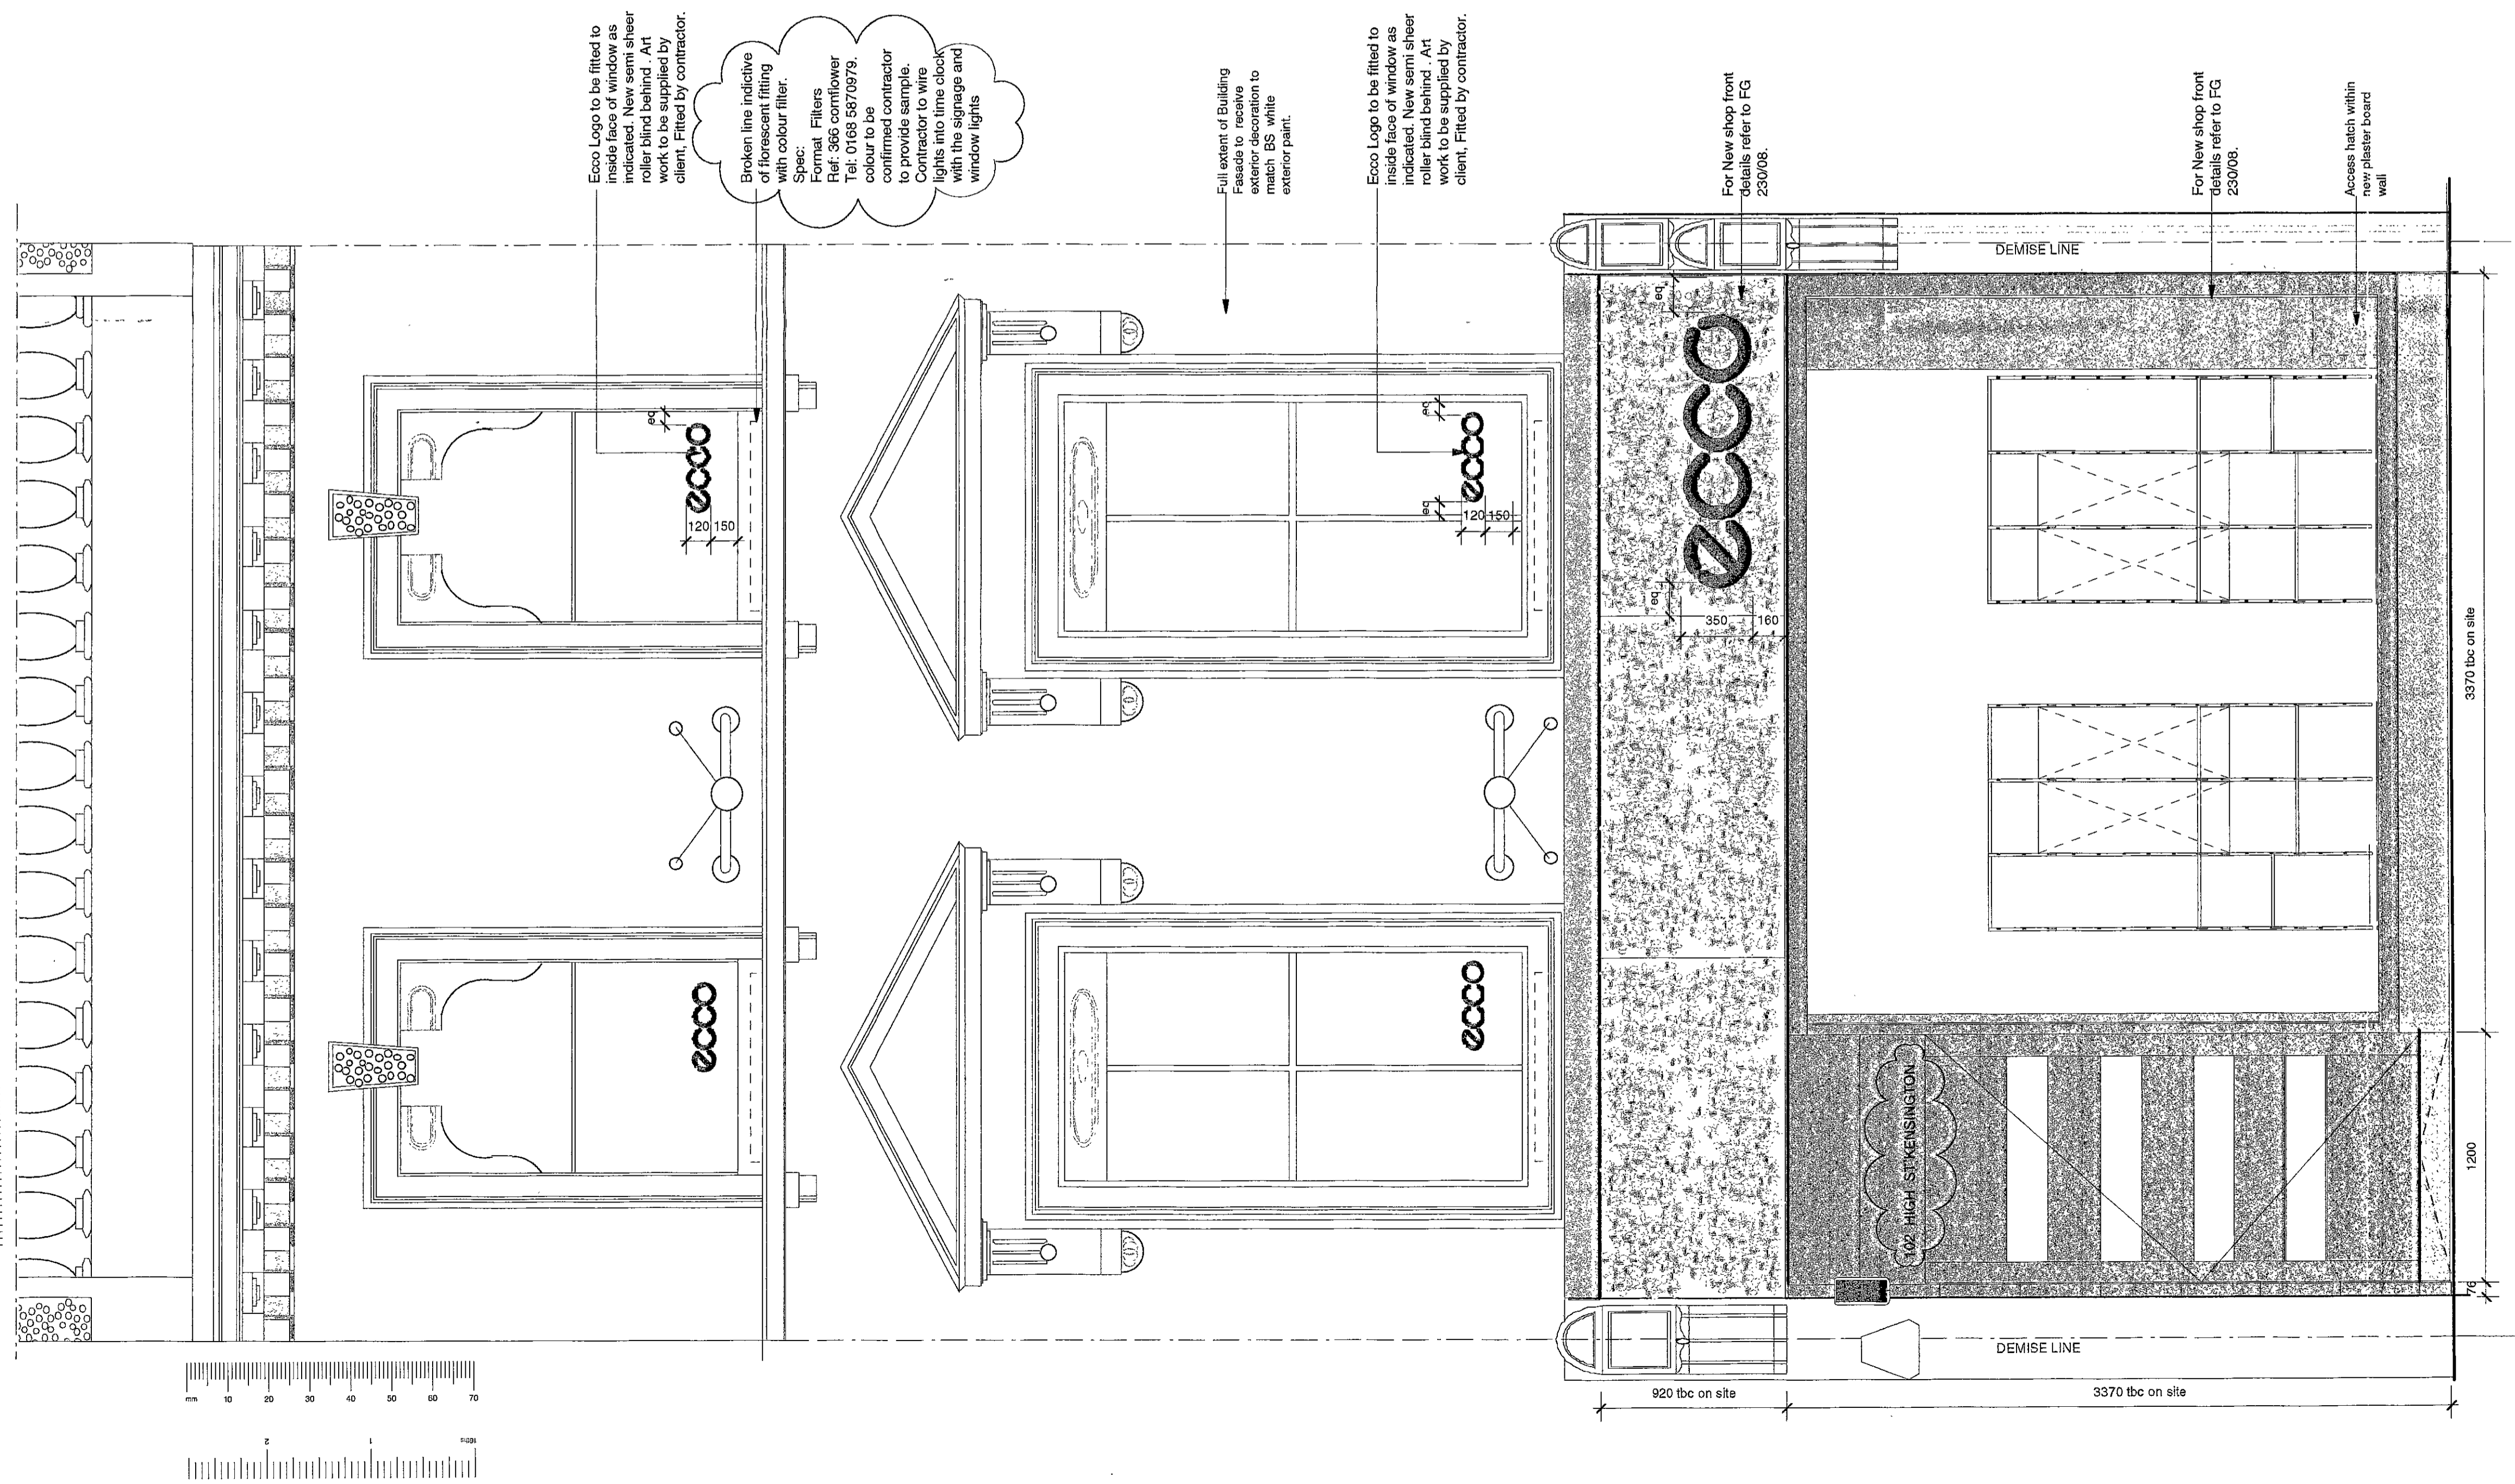 Ecco Logo to be fitted to
inside face of window as
indicated. New semi sheer
roller blind behind . Art
work to be supplied by
client, Fitted by contractor.
Broken line indictive
of florescent fitting
with colour filter.
Spec:
Format Filters
Ref: 366 cornflower
Tel: 0168 5870979.
colour to be
confirmed contractor
to provide sample.
Contractor to wire
lights into time clock
with the signage and
window lights
Full extent of Building
Fasade to receive
exterior decoration to
match BS white
exterior paint.
Ecco Logo to be fitted to
inside face of window as
indicated. New semi sheer
roller blind behind . Art
work to be supplied by
client, Fitted by contractor.
For New shop front
details refer to FG
230/08.
For New shop front
details refer to FG
230/08.
Access hatch within
new plaster board
wall
ecco
eq
120 150
ecco
ecco
eq
eq
120 150
ecco
ecco
eq.
eq.
350 160
DEMISE LINE
DEMISE LINE
102 HIGH ST KENSINGTON
3370 tbc on site
1200
76
920 tbc on site
3370 tbc on site
mm 10 20 30 40 50 60 70
2 1 16ths